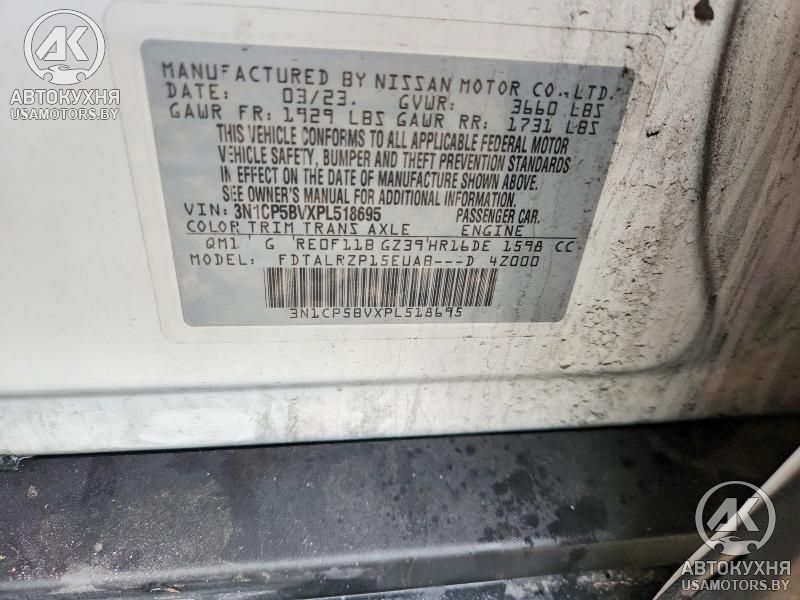 АК
АВТОКУХНЯ
USAMOTORS.BY
MANUFACTURED BY NISSAN MOTOR CO.,LTD.
DATE: 03/23. GVWR: 3660 LBS
GAWR FR: 1929 LBS GAWR RR: 1731 LBS
THIS VEHICLE CONFORMS TO ALL APPLICABLE FEDERAL MOTOR
VEHICLE SAFETY, BUMPER AND THEFT PREVENTION STANDARDS
IN EFFECT ON THE DATE OF MANUFACTURE SHOWN ABOVE.
SEE OWNER'S MANUAL FOR ADDITIONAL INFORMATION.
VIN: 3N1CP5BVXPL518695 PASSENGER CAR.
COLOR TRIM TRANS AXLE ENGINE
QM1 G RE0F11B GZ39 HR16DE 1598 CC
MODEL: FDTALRZP15EUAB---D 4Z000
3N1CP5BVXPL518695
АК
АВТОКУХНЯ
USAMOTORS.BY